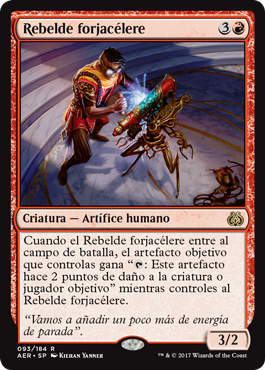 Rebelde forjacélere 3
Criatura — Artífice humano
Cuando el Rebelde forjacélere entre al
campo de batalla, el artefacto objetivo
que controlas gana “: Este artefacto
hace 2 puntos de daño a la criatura o
jugador objetivo” mientras controles al
Rebelde forjacélere.
“Vamos a añadir un poco más de energía
de parada”.
3/2
093/184 R
AER • SP Kieran Yanner
™ & © 2017 Wizards of the Coast